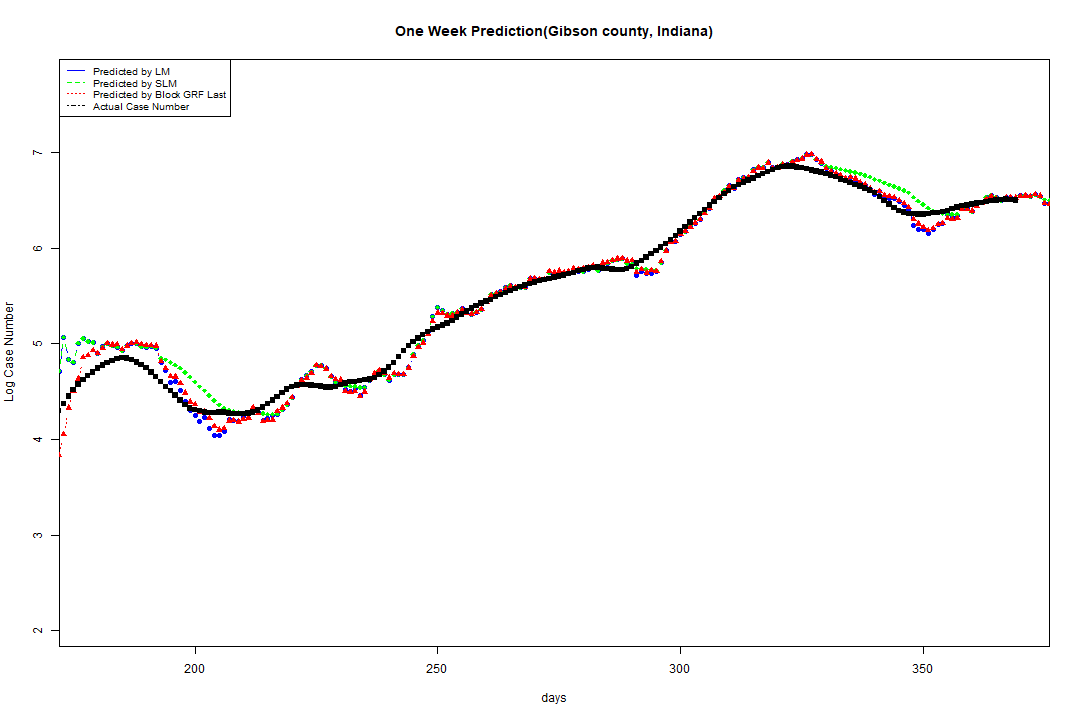 One Week Prediction(Gibson county, Indiana)
Predicted by LM
Predicted by SLM
Predicted by Block GRF Last
Actual Case Number
7
6
5
4
3
2
Log Case Number
200 250 300 350
days